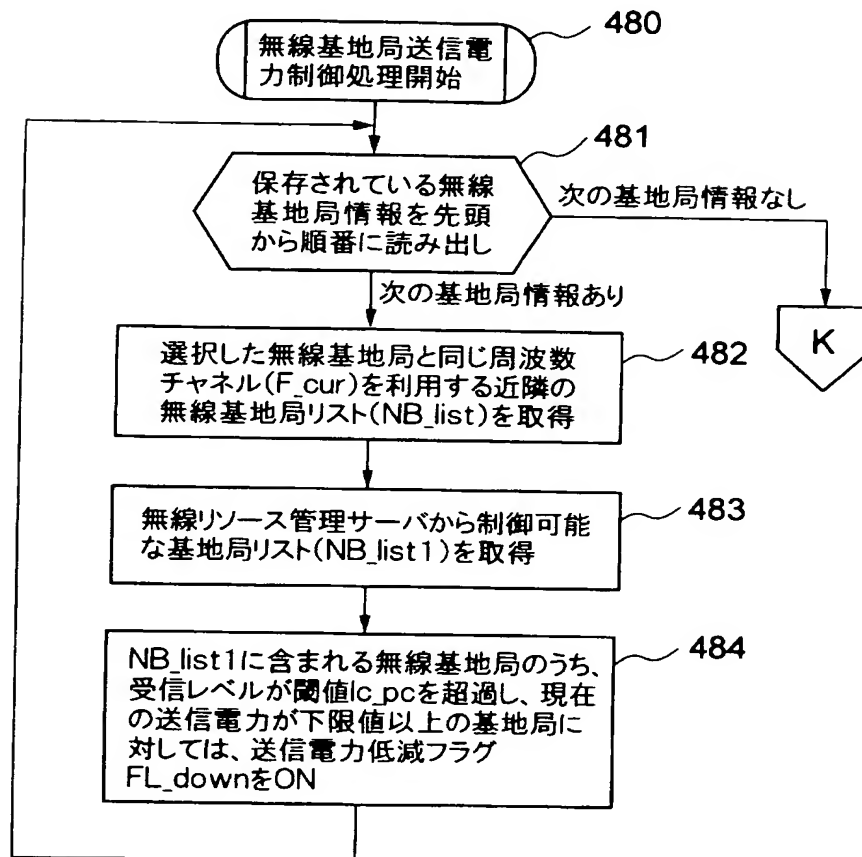 無線基地局送信電
力制御処理開始
480
481
保存されている無線
基地局情報を先頭
から順番に読み出し
次の基地局情報なし
次の基地局情報あり
K
選択した無線基地局と同じ周波数
チャネル(F_cur)を利用する近隣の
無線基地局リスト(NB_list)を取得
482
無線リソース管理サーバから制御可能
な基地局リスト(NB_list1)を取得
483
NB_list1に含まれる無線基地局のうち、
受信レベルが閾値Ic_pcを超過し、現在
の送信電力が下限値以上の基地局に
対しては、送信電力低減フラグ
FL_downをON
484